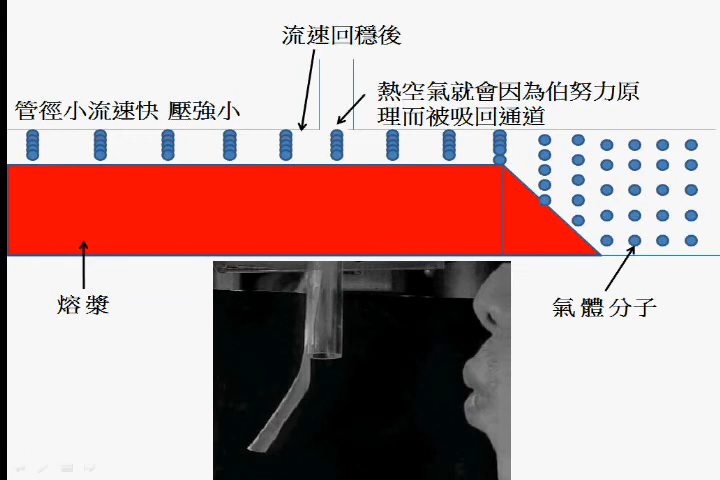 流速回穩後
熱空氣就會因為伯努力原
理而被吸回通道
管徑小流速快 壓強小
熔漿
氣體分子